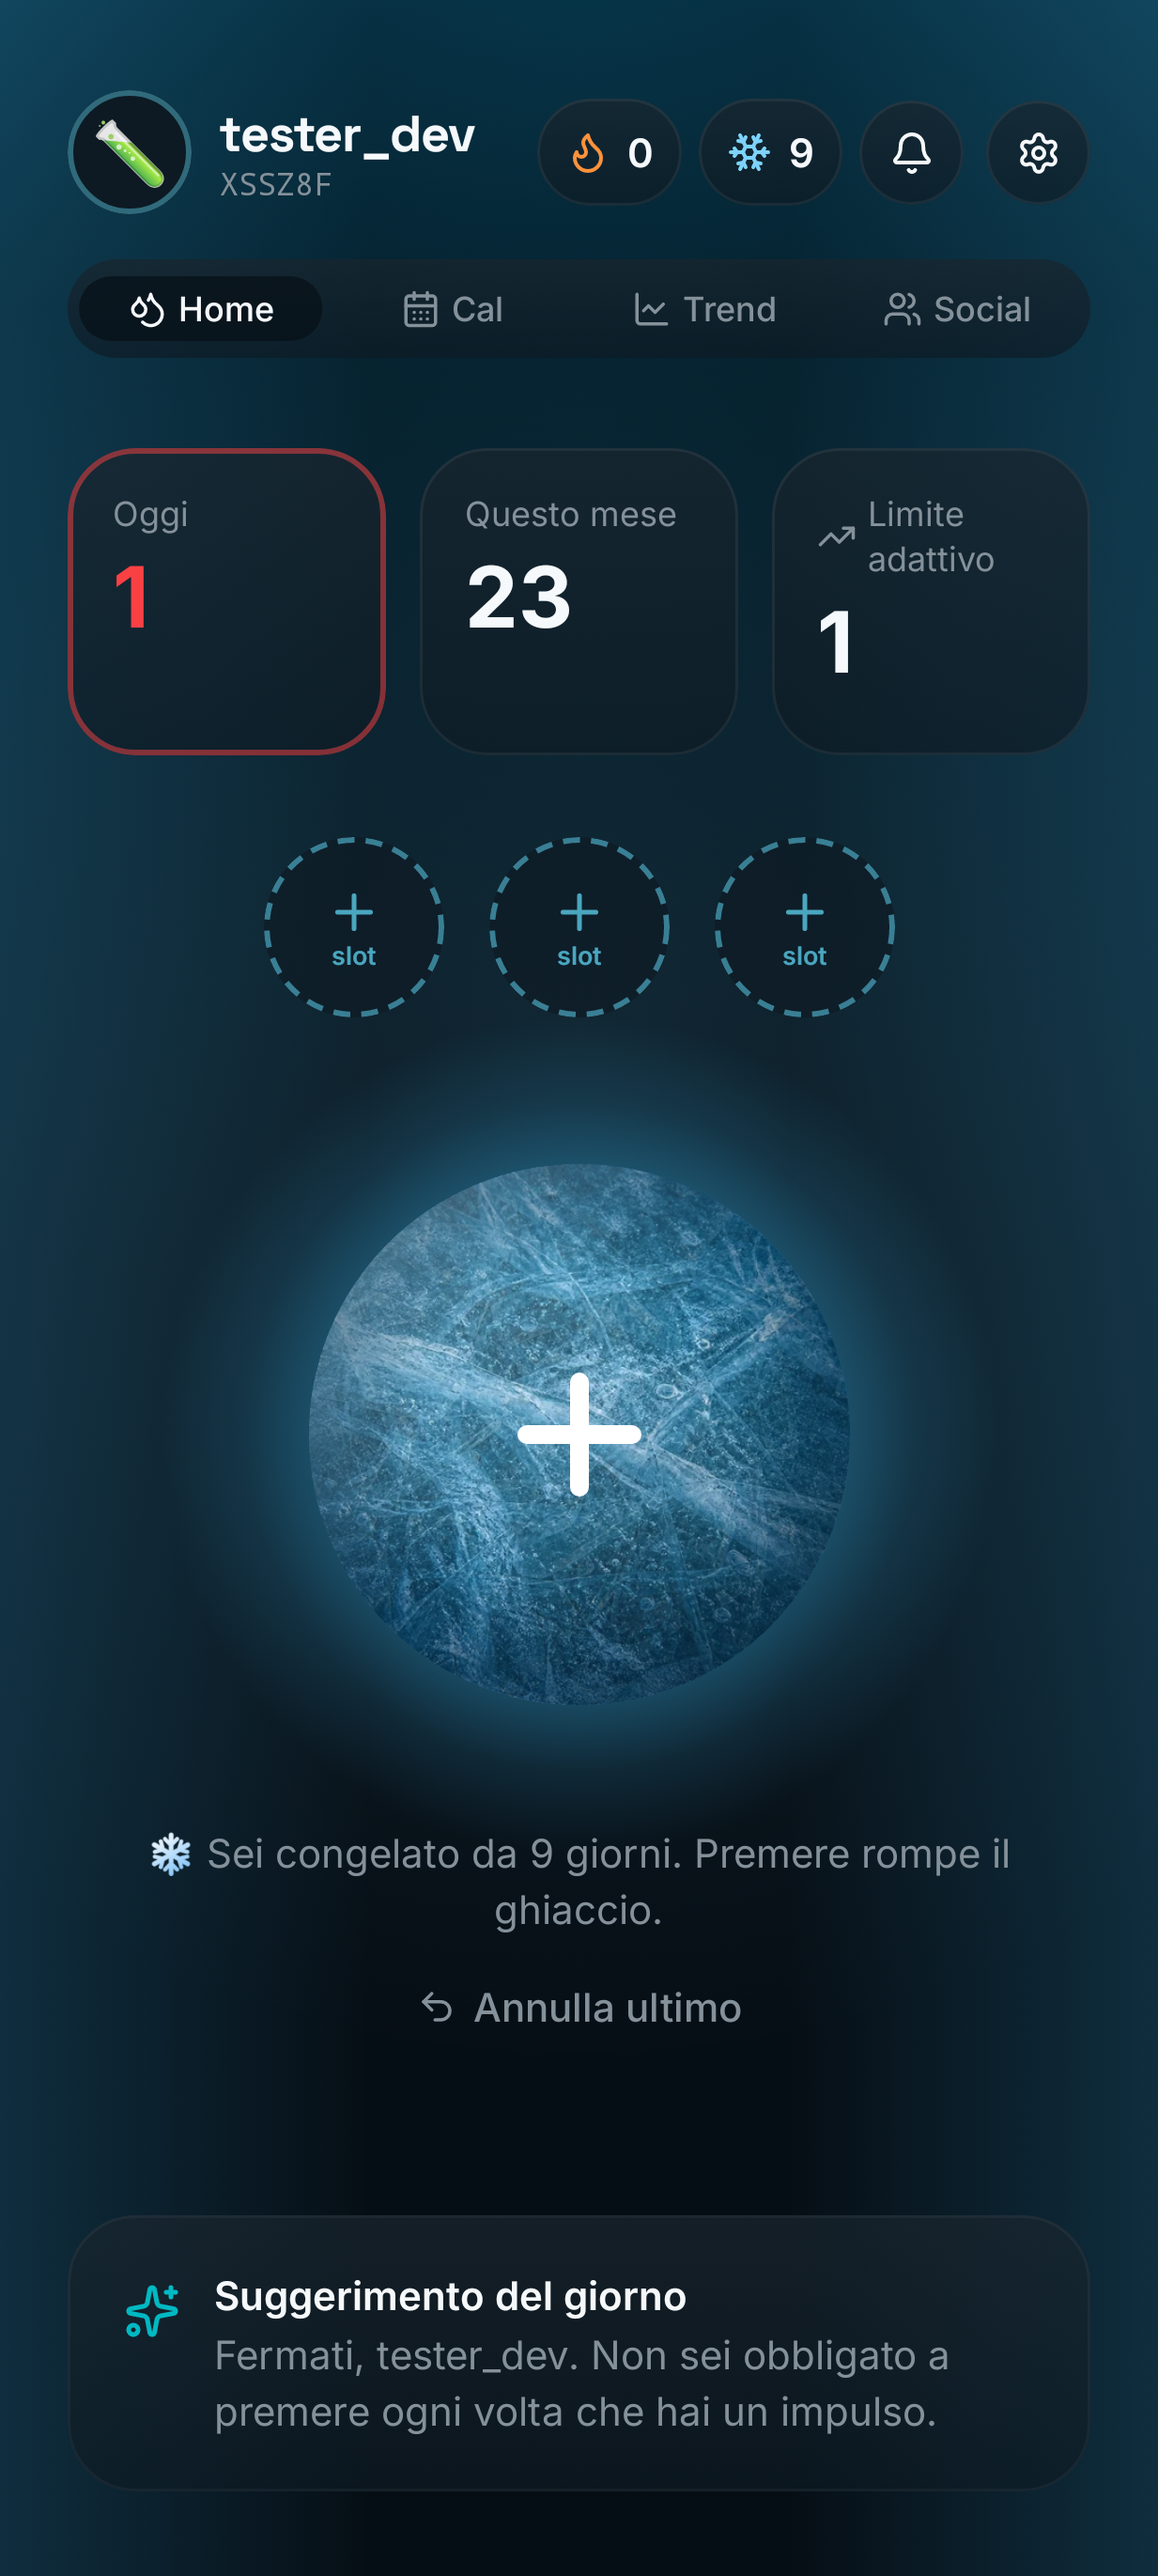 tester_dev
XSSZ8F
0
9
Home
Cal
Trend
Social
Oggi
1
Questo mese
23
Limite
adattivo
1
slot
slot
slot
Sei congelato da 9 giorni. Premere rompe il
ghiaccio.
Annulla ultimo
Suggerimento del giorno
Fermati, tester_dev. Non sei obbligato a
premere ogni volta che hai un impulso.